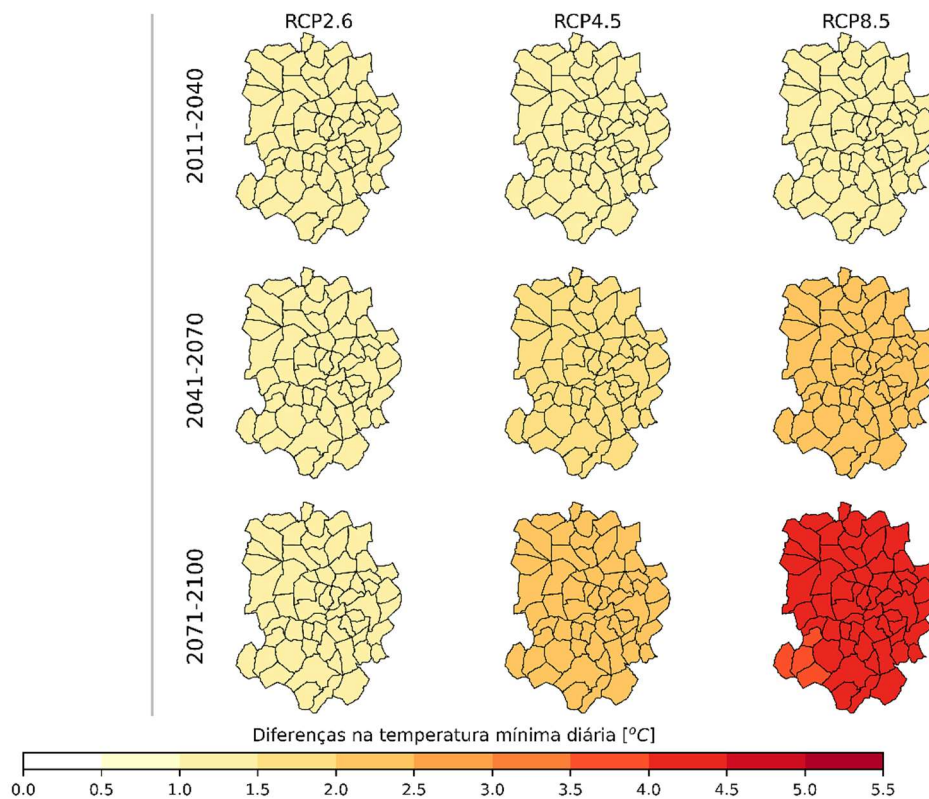 RCP2.6 RCP4.5 RCP8.5
2011-2040
2041-2070
2071-2100
Diferenças na temperatura mínima diária [°C]
0.0 0.5 1.0 1.5 2.0 2.5 3.0 3.5 4.0 4.5 5.0 5.5